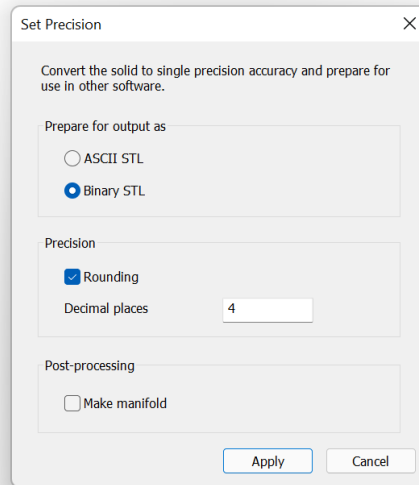 Set Precision
Convert the solid to single precision accuracy and prepare for
use in other software.
Prepare for output as
ASCII STL
Binary STL
Precision
Rounding
Decimal places 4
Post-processing
Make manifold
Apply Cancel